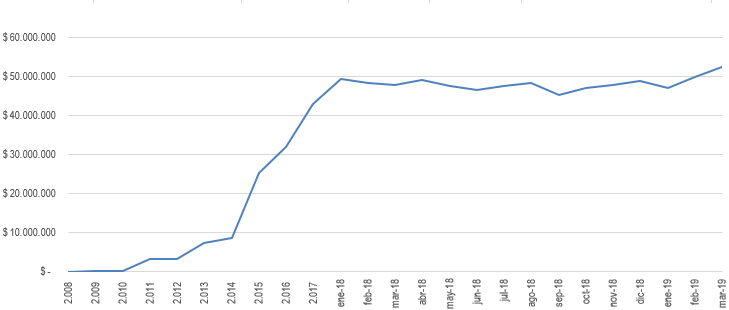 $ 60.000.000
$ 50.000.000
$ 40.000.000
$ 30.000.000
$ 20.000.000
$ 10.000.000
$ -
2.008
2.009
2.010
2.011
2.012
2.013
2.014
2.015
2.016
2.017
ene-18
feb-18
mar-18
abr-18
may-18
jun-18
jul-18
ago-18
sep-18
oct-18
nov-18
dic-18
ene-19
feb-19
mar-19